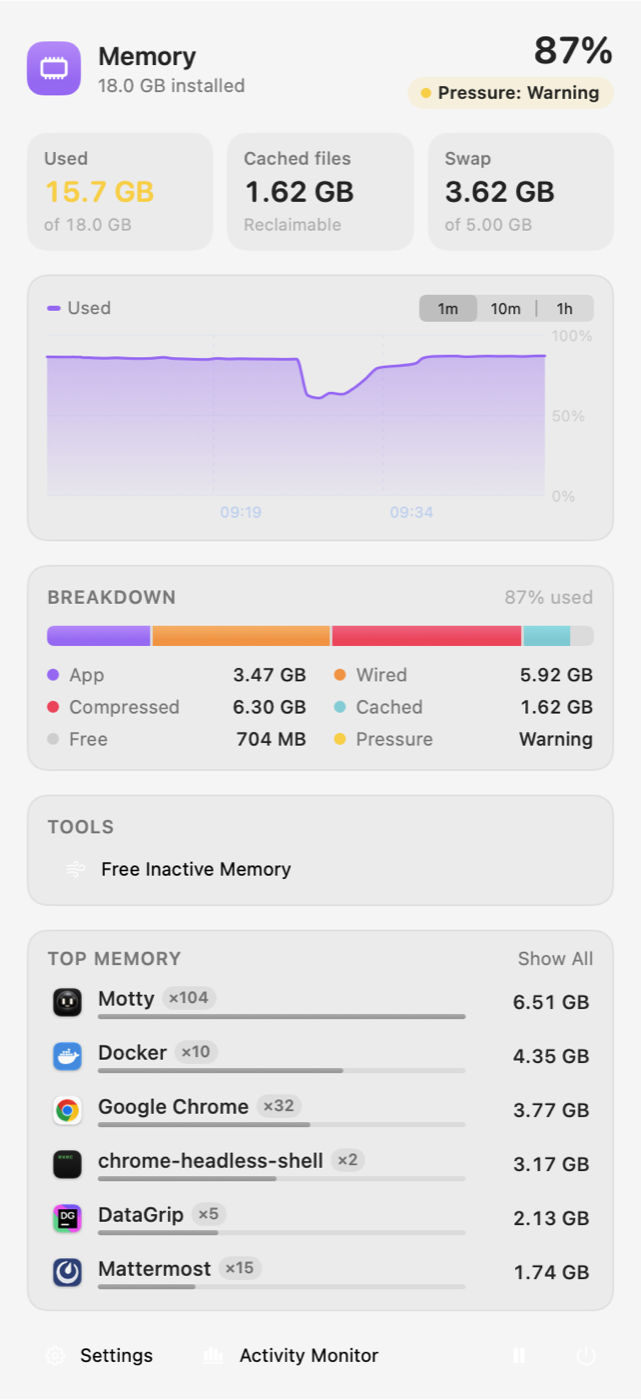 Memory
18.0 GB installed
87%
Pressure: Warning
Used
15.7 GB
of 18.0 GB
Cached files
1.62 GB
Reclaimable
Swap
3.62 GB
of 5.00 GB
Used
1m 10m 1h
100%
50%
0%
09:19 09:34
BREAKDOWN 87% used
App 3.47 GB Wired 5.92 GB
Compressed 6.30 GB Cached 1.62 GB
Free 704 MB Pressure Warning
TOOLS
Free Inactive Memory
TOP MEMORY Show All
Motty ×104 6.51 GB
Docker ×10 4.35 GB
Google Chrome ×32 3.77 GB
exec
chrome-headless-shell ×2 3.17 GB
DG
DataGrip ×5 2.13 GB
Mattermost ×15 1.74 GB
Settings Activity Monitor